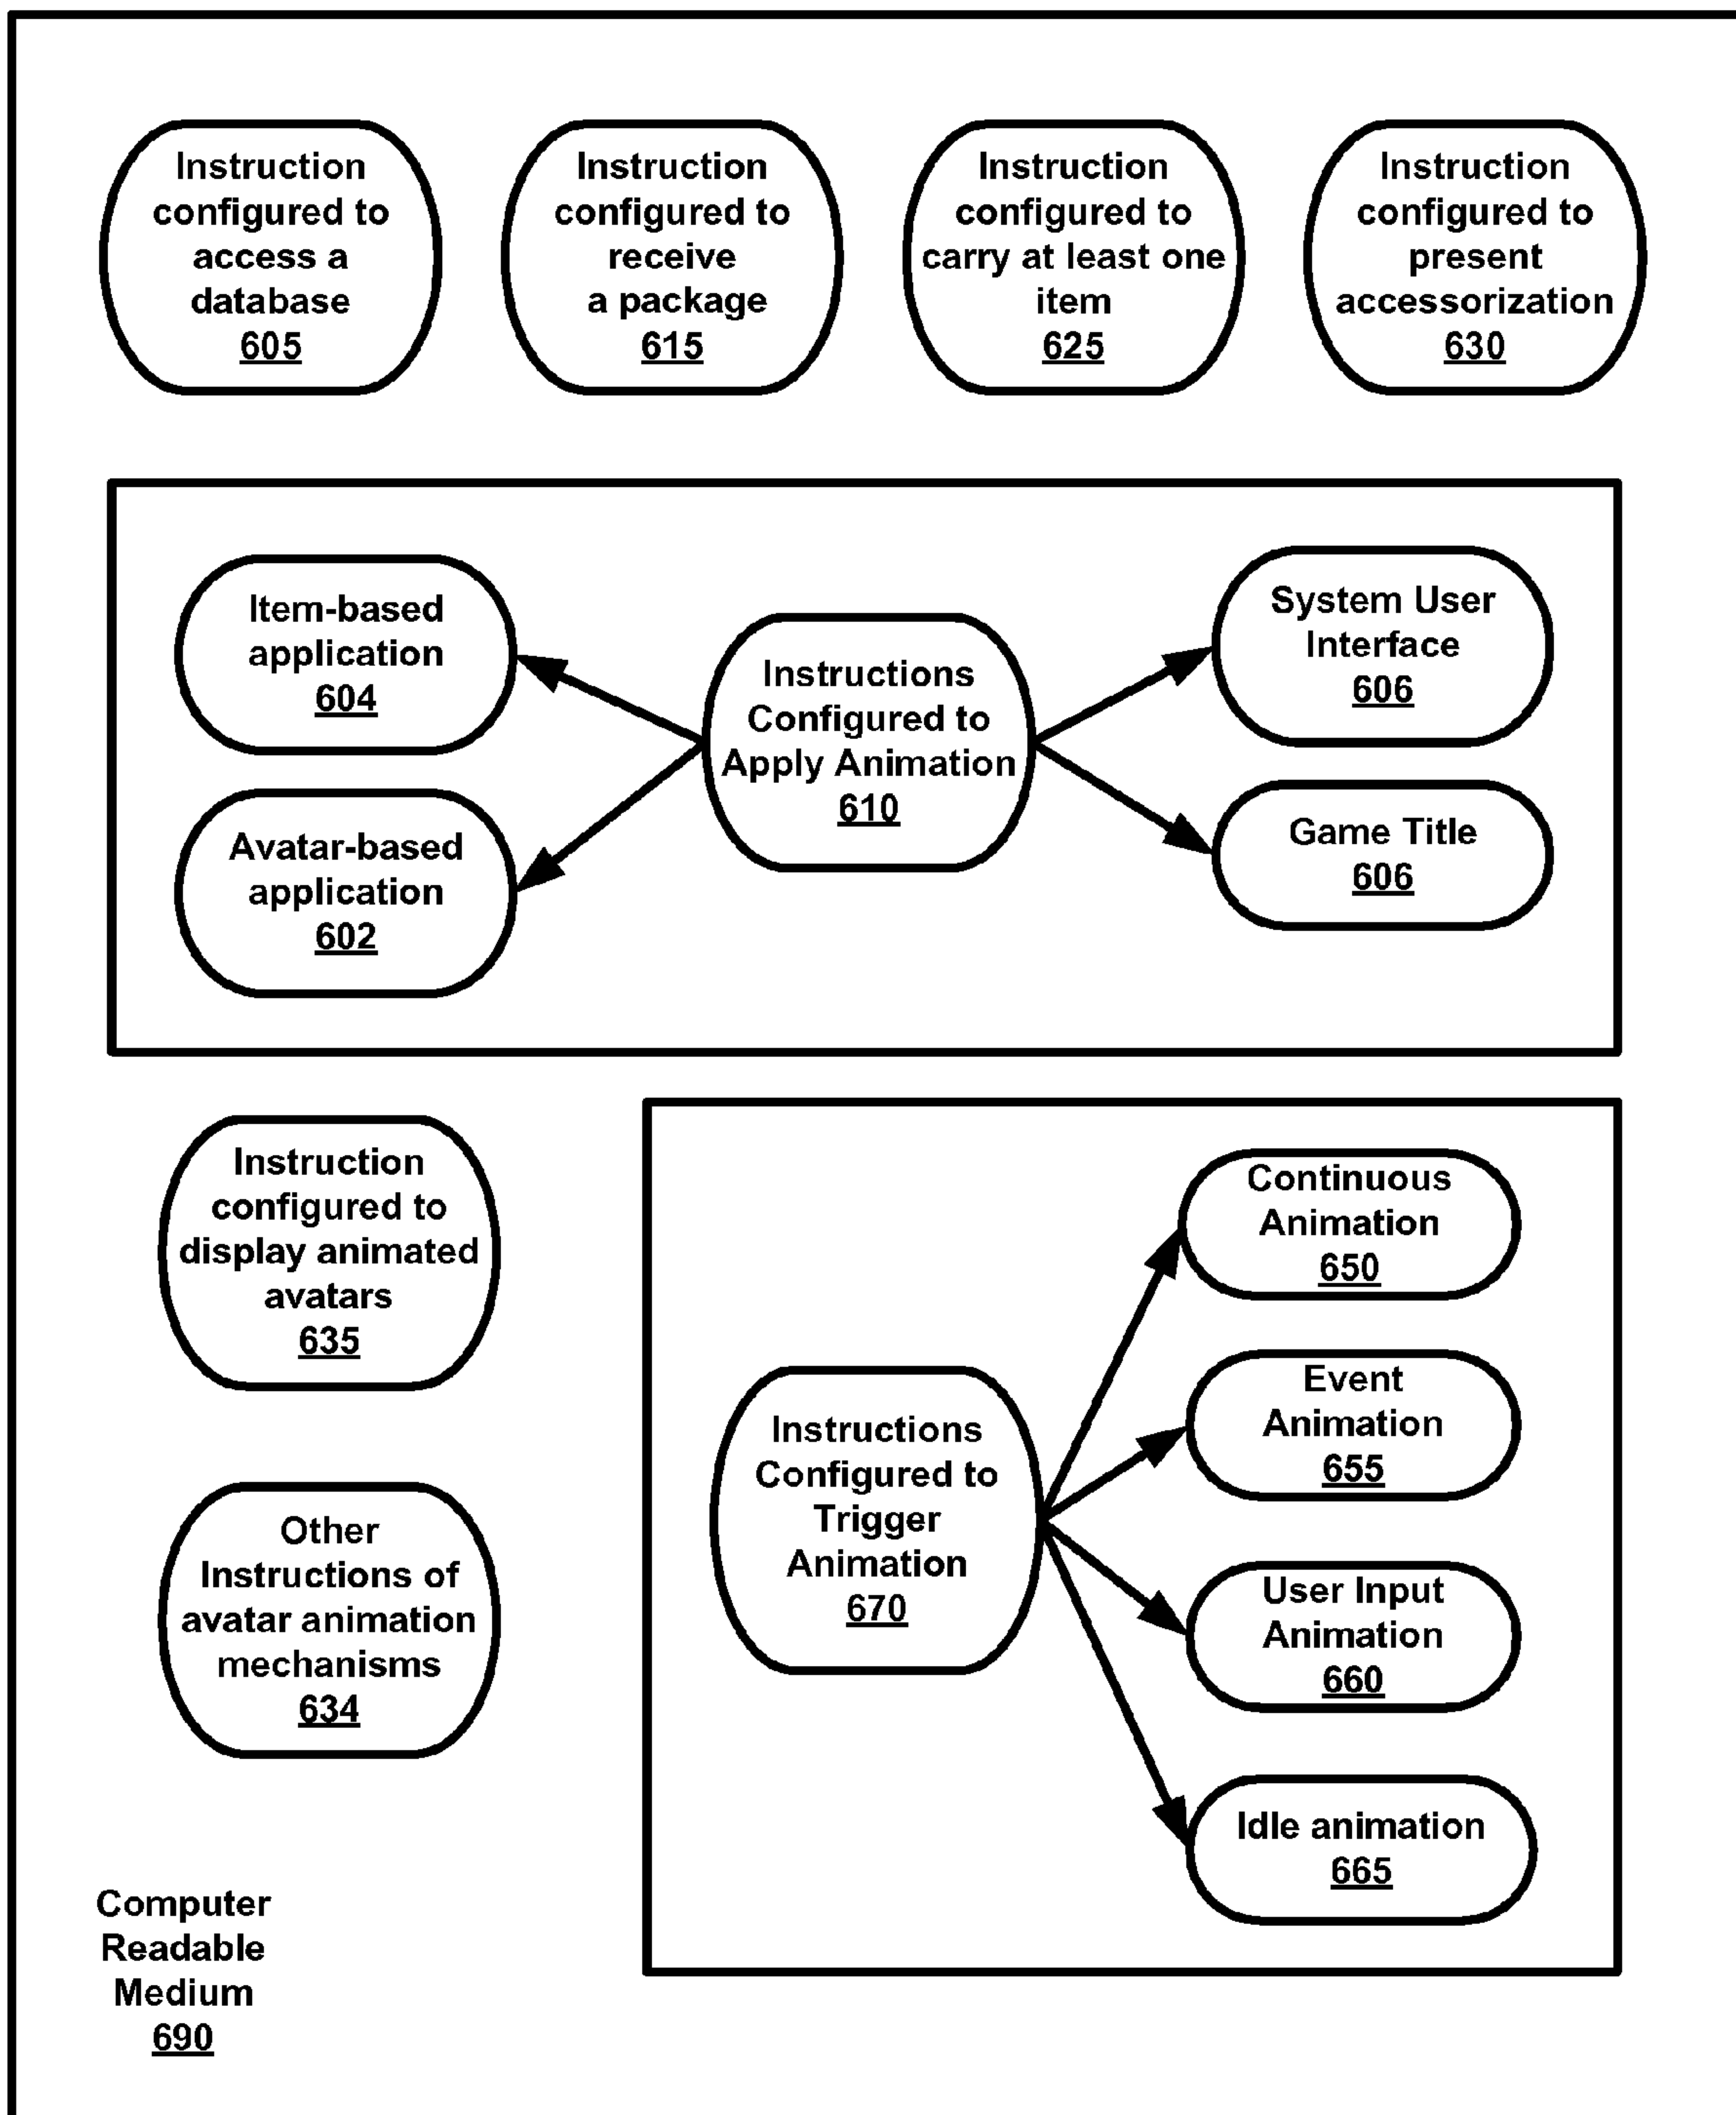 Instruction
configured to
access a
database
605
Instruction
configured to
receive
a package
615
Instruction
configured to
carry at least one
item
625
Instruction
configured to
present
accessorization
630
Item-based
application
604
Avatar-based
application
602
Instructions
Configured to
Apply Animation
610
System User
Interface
606
Game Title
606
Instruction
configured to
display animated
avatars
635
Other
Instructions of
avatar animation
mechanisms
634
Instructions
Configured to
Trigger
Animation
670
Continuous
Animation
650
Event
Animation
655
User Input
Animation
660
Idle animation
665
Computer
Readable
Medium
690